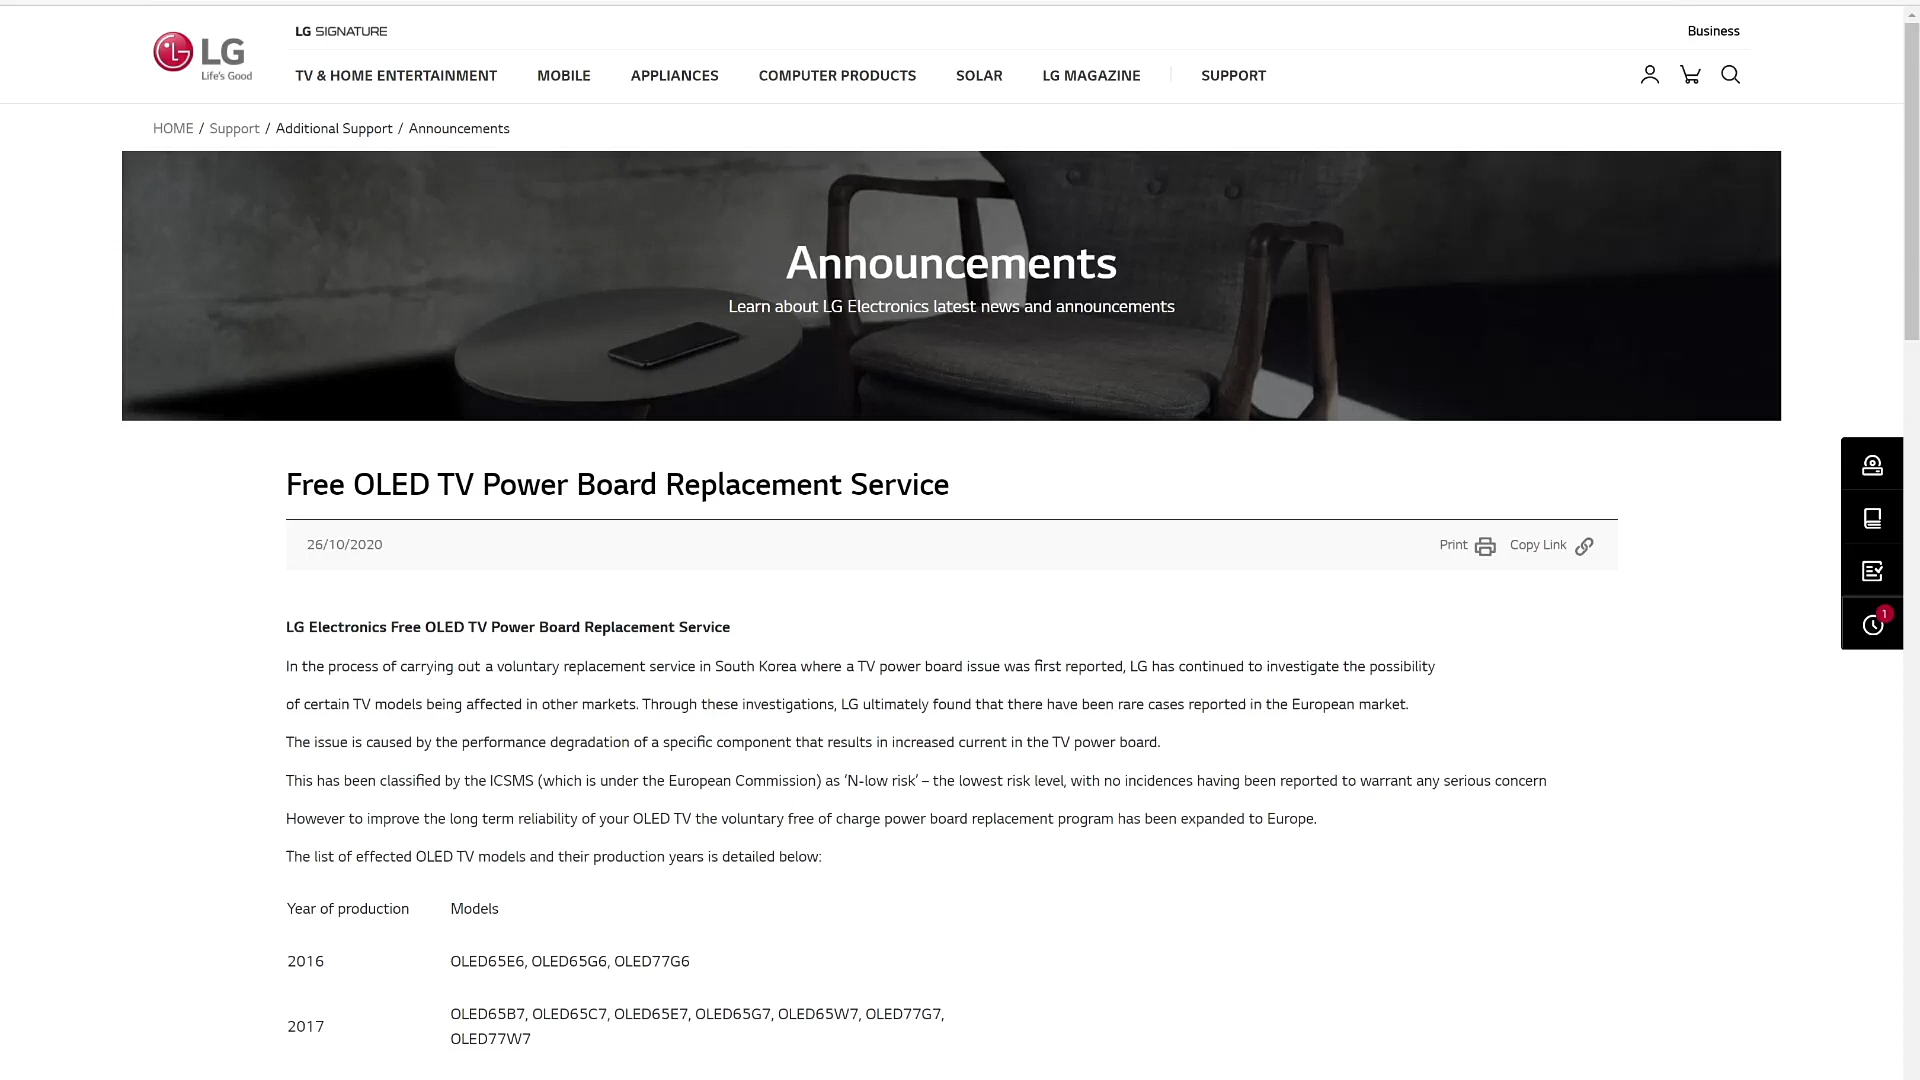 LG SIGNATURE
Business
LG
Life's Good
TV & HOME ENTERTAINMENT MOBILE APPLIANCES COMPUTER PRODUCTS SOLAR LG MAGAZINE SUPPORT
HOME / Support / Additional Support / Announcements
Announcements
Learn about LG Electronics latest news and announcements
Free OLED TV Power Board Replacement Service
26/10/2020
Print Copy Link
1
LG Electronics Free OLED TV Power Board Replacement Service
In the process of carrying out a voluntary replacement service in South Korea where a TV power board issue was first reported, LG has continued to investigate the possibility
of certain TV models being affected in other markets. Through these investigations, LG ultimately found that there have been rare cases reported in the European market.
The issue is caused by the performance degradation of a specific component that results in increased current in the TV power board.
This has been classified by the ICSMS (which is under the European Commission) as ‘N-low risk’ – the lowest risk level, with no incidences having been reported to warrant any serious concern
However to improve the long term reliability of your OLED TV the voluntary free of charge power board replacement program has been expanded to Europe.
The list of effected OLED TV models and their production years is detailed below:
Year of production Models
2016 OLED65E6, OLED65G6, OLED77G6
2017 OLED65B7, OLED65C7, OLED65E7, OLED65G7, OLED65W7, OLED77G7,
OLED77W7